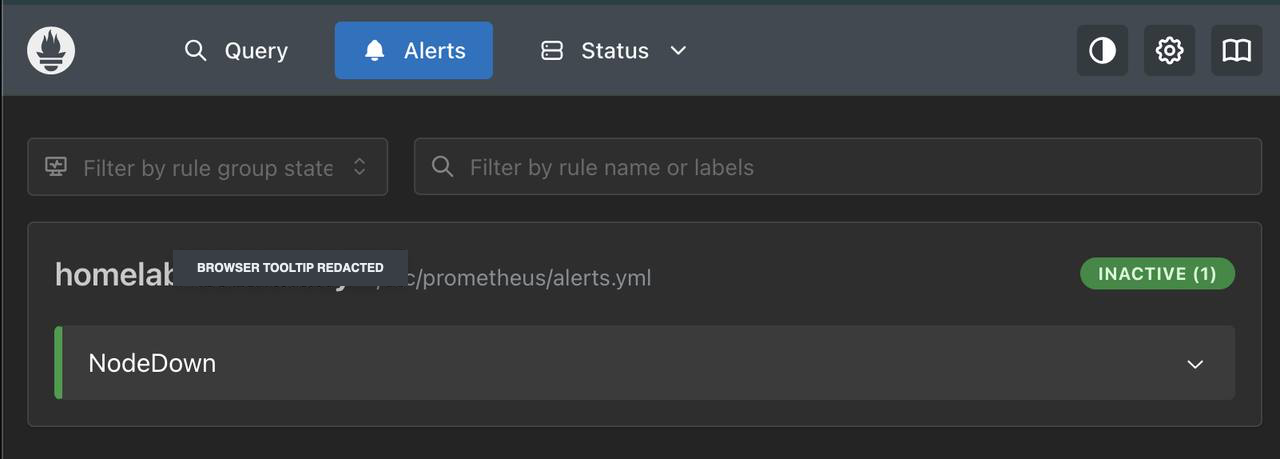 Query
Alerts
Status
Filter by rule group state
Filter by rule name or labels
BROWSER TOOLTIP REDACTED
homelab c/prometheus/alerts.yml
INACTIVE (1)
NodeDown